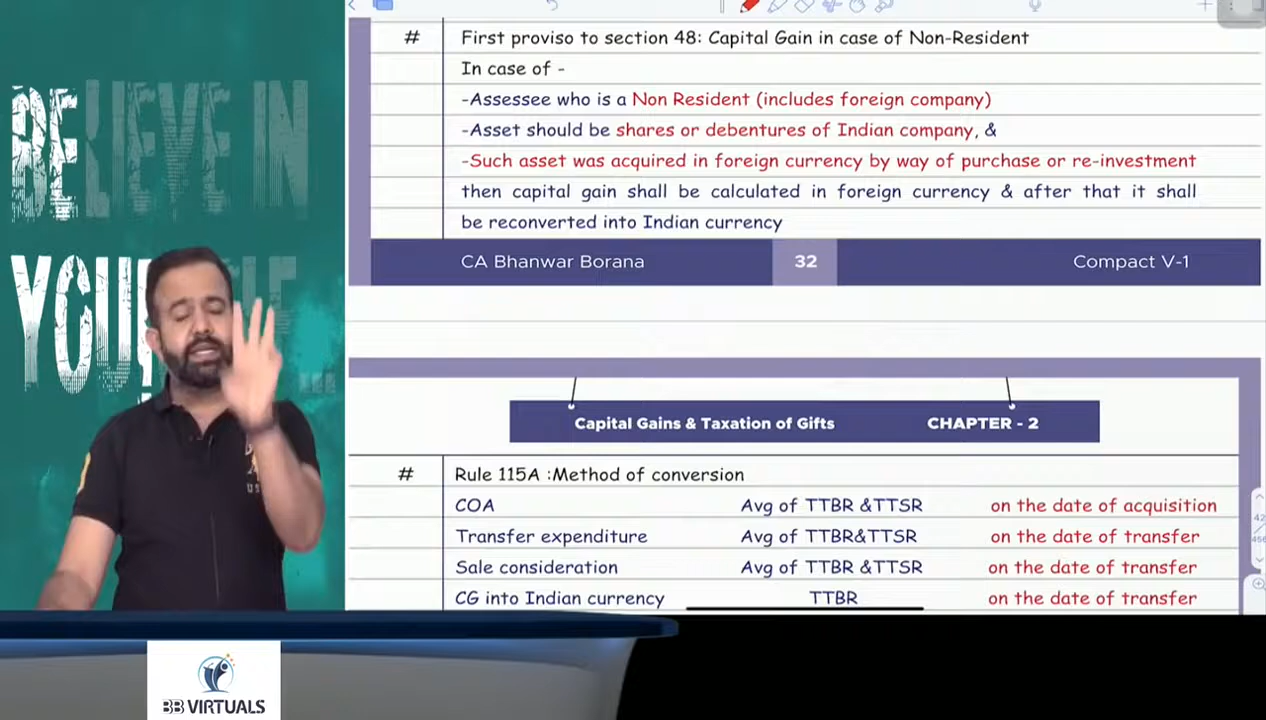 BELIEVE IN
YOU
# First proviso to section 48: Capital Gain in case of Non-Resident
In case of -
-Assessee who is a Non Resident (includes foreign company)
-Asset should be shares or debentures of Indian company, &
-Such asset was acquired in foreign currency by way of purchase or re-investment
then capital gain shall be calculated in foreign currency & after that it shall
be reconverted into Indian currency
CA Bhanwar Borana 32 Compact V-1
Capital Gains & Taxation of Gifts CHAPTER - 2
# Rule 115A :Method of conversion
COA Avg of TTBR &TTSR on the date of acquisition
Transfer expenditure Avg of TTBR&TTSR on the date of transfer
Sale consideration Avg of TTBR &TTSR on the date of transfer
CG into Indian currency TTBR on the date of transfer
BB VIRTUALS